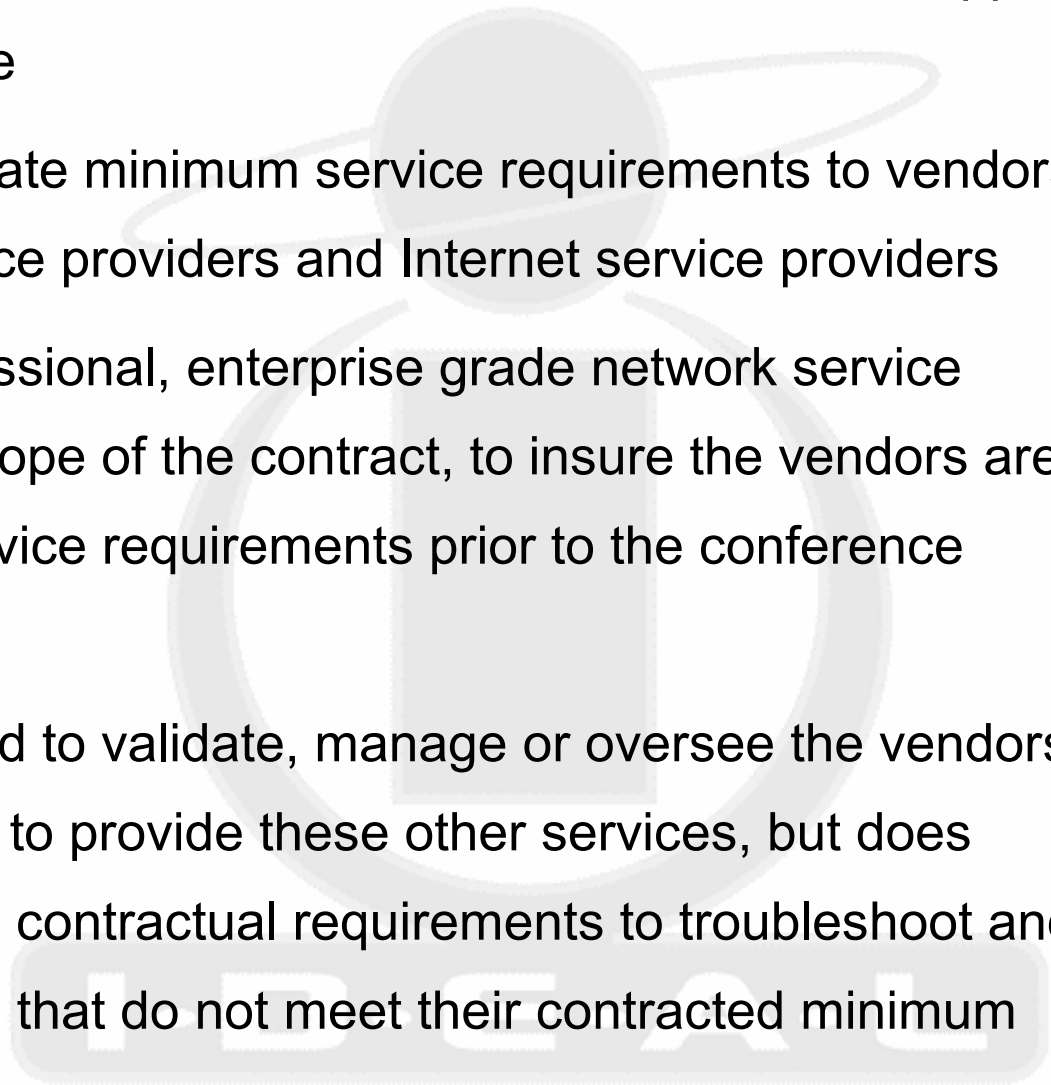 e
ate minimum service requirements to vendors
ce providers and Internet service providers
ssional, enterprise grade network service
ope of the contract, to insure the vendors are
vice requirements prior to the conference
d to validate, manage or oversee the vendors
to provide these other services, but does
contractual requirements to troubleshoot and
that do not meet their contracted minimum
IDEAL